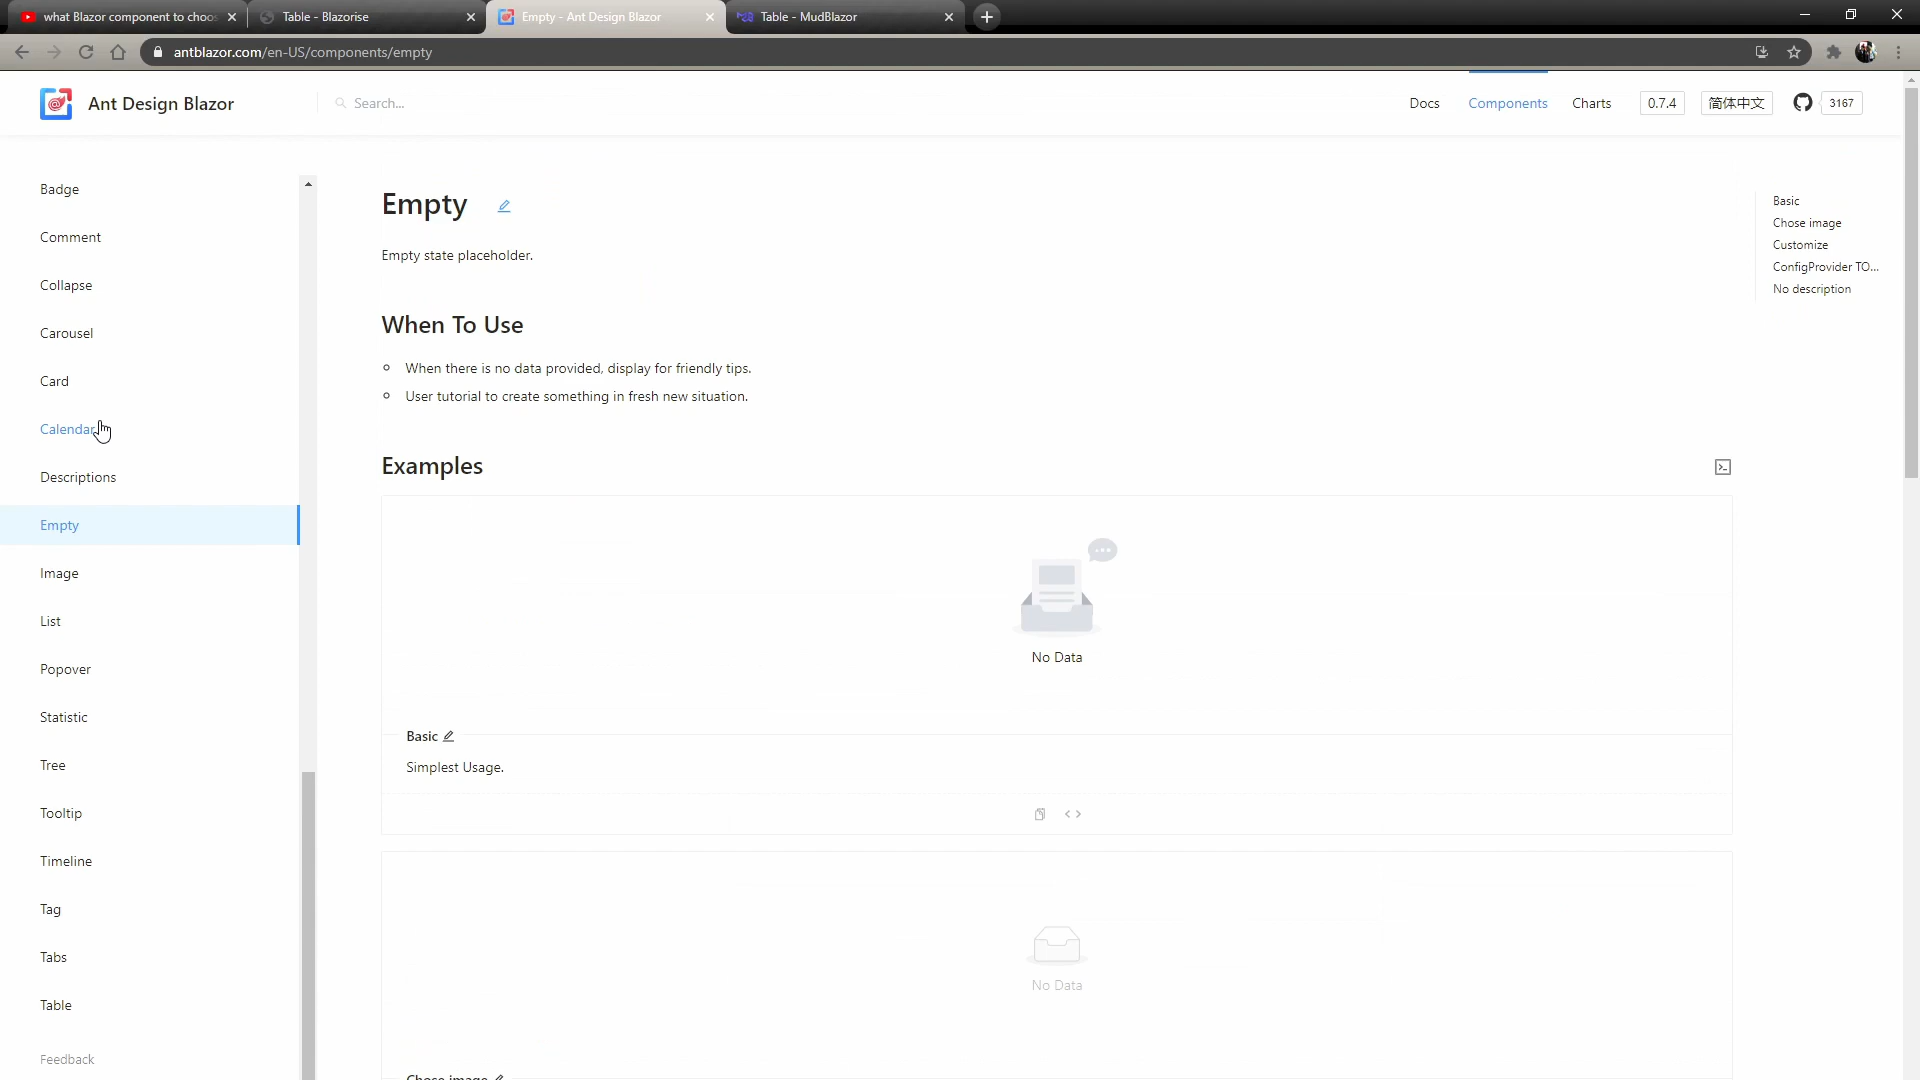 what Blazor component to choos
Table - Blazorise
Empty - Ant Design Blazor
Table - MudBlazor
antblazor.com/en-US/components/empty
Ant Design Blazor
Search...
Docs
Components
Charts
0.7.4
简体中文
3167
Badge
Comment
Collapse
Carousel
Card
Calendar
Descriptions
Empty
Image
List
Popover
Statistic
Tree
Tooltip
Timeline
Tag
Tabs
Table
Feedback
Empty
Empty state placeholder.
When To Use
When there is no data provided, display for friendly tips.
User tutorial to create something in fresh new situation.
Examples
No Data
Basic
Simplest Usage.
No Data
Chose image
Basic
Chose image
Customize
ConfigProvider TO...
No description